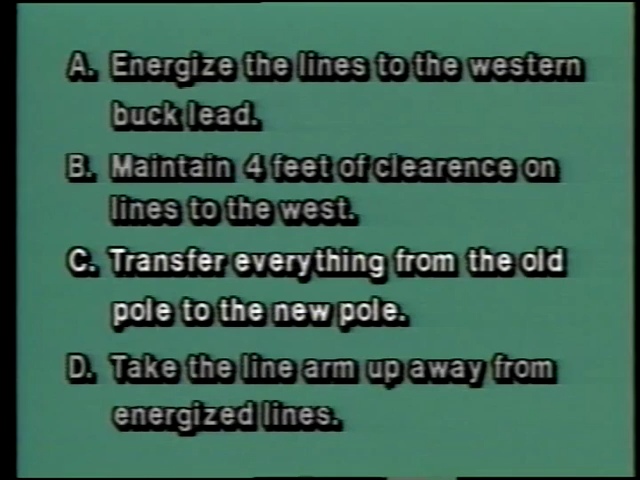 A. Energize the lines to the western
buck lead.
B. Maintain 4 feet of clearence on
lines to the west.
C. Transfer everything from the old
pole to the new pole.
D. Take the line arm up away from
energized lines.